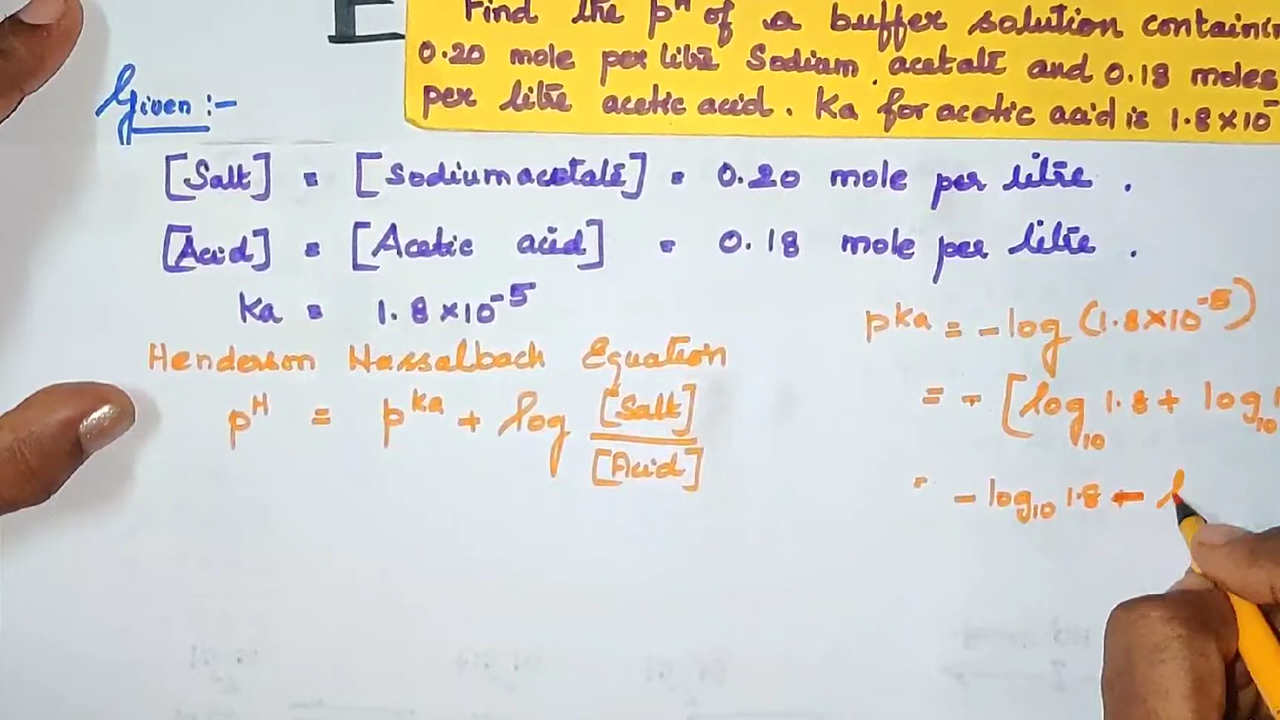 E
Find the pH of a buffer solution containin
0.20 mole per litre Sodium acetate and 0.18 moles
per litre acetic acid. Ka for acetic acid is 1.8×10⁻
Given :-
[Salt] = [Sodium acetate] = 0.20 mole per litre.
[Acid] = [Acetic acid] = 0.18 mole per litre.
Ka = 1.8×10⁻⁵
Henderson Hassalbach Equation
pH = pKa + log [Salt]/[Acid]
pka = -log (1.8×10⁻⁵)
= - [log₁₀ 1.8 + log₁₀ 1
= -log₁₀ 1.8 - l